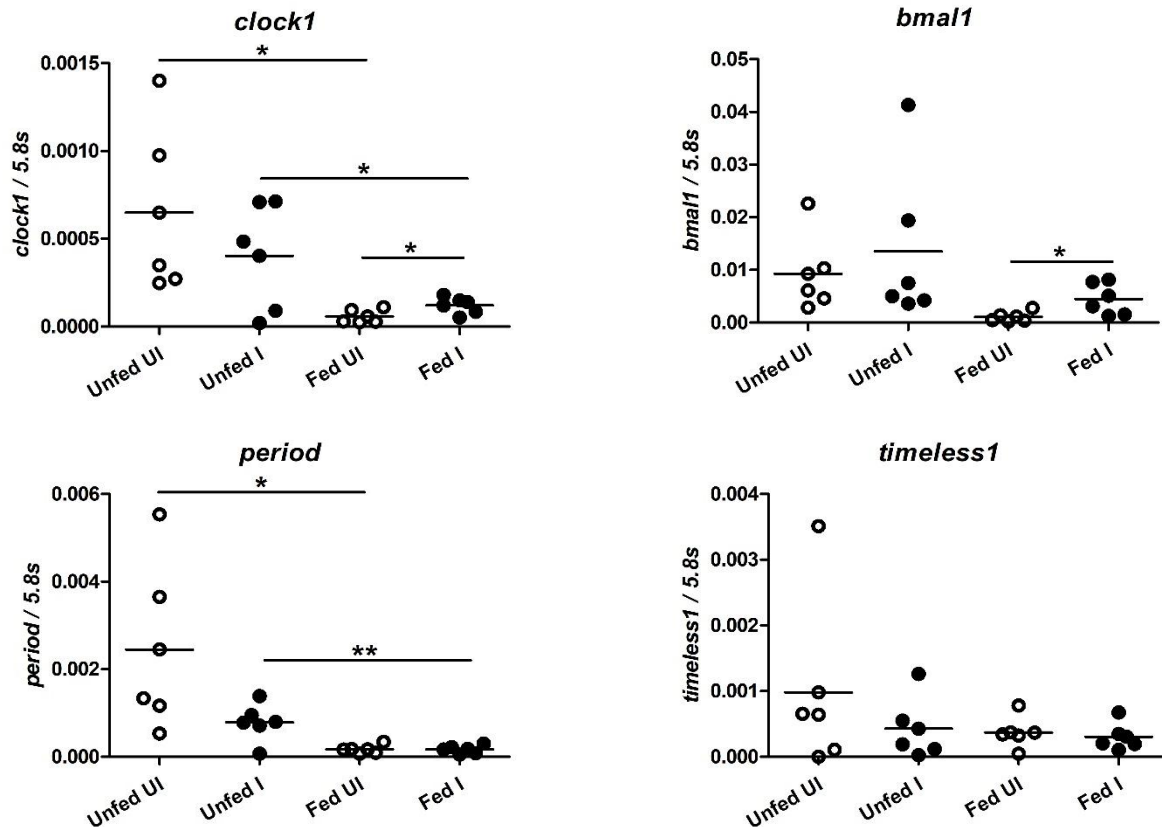 clock1
*
0.0015
0.0010
0.0005
0.0000
clock1 / 5.8s
*
*
Unfed UI
Unfed I
Fed UI
Fed I
bmal1
0.05
0.04
0.03
0.02
0.01
0.00
bmal1 / 5.8s
*
Unfed UI
Unfed I
Fed UI
Fed I
period
*
0.006
0.004
0.002
0.000
period / 5.8s
**
Unfed UI
Unfed I
Fed UI
Fed I
timeless1
0.004
0.003
0.002
0.001
0.000
timeless1 / 5.8s
Unfed UI
Unfed I
Fed UI
Fed I